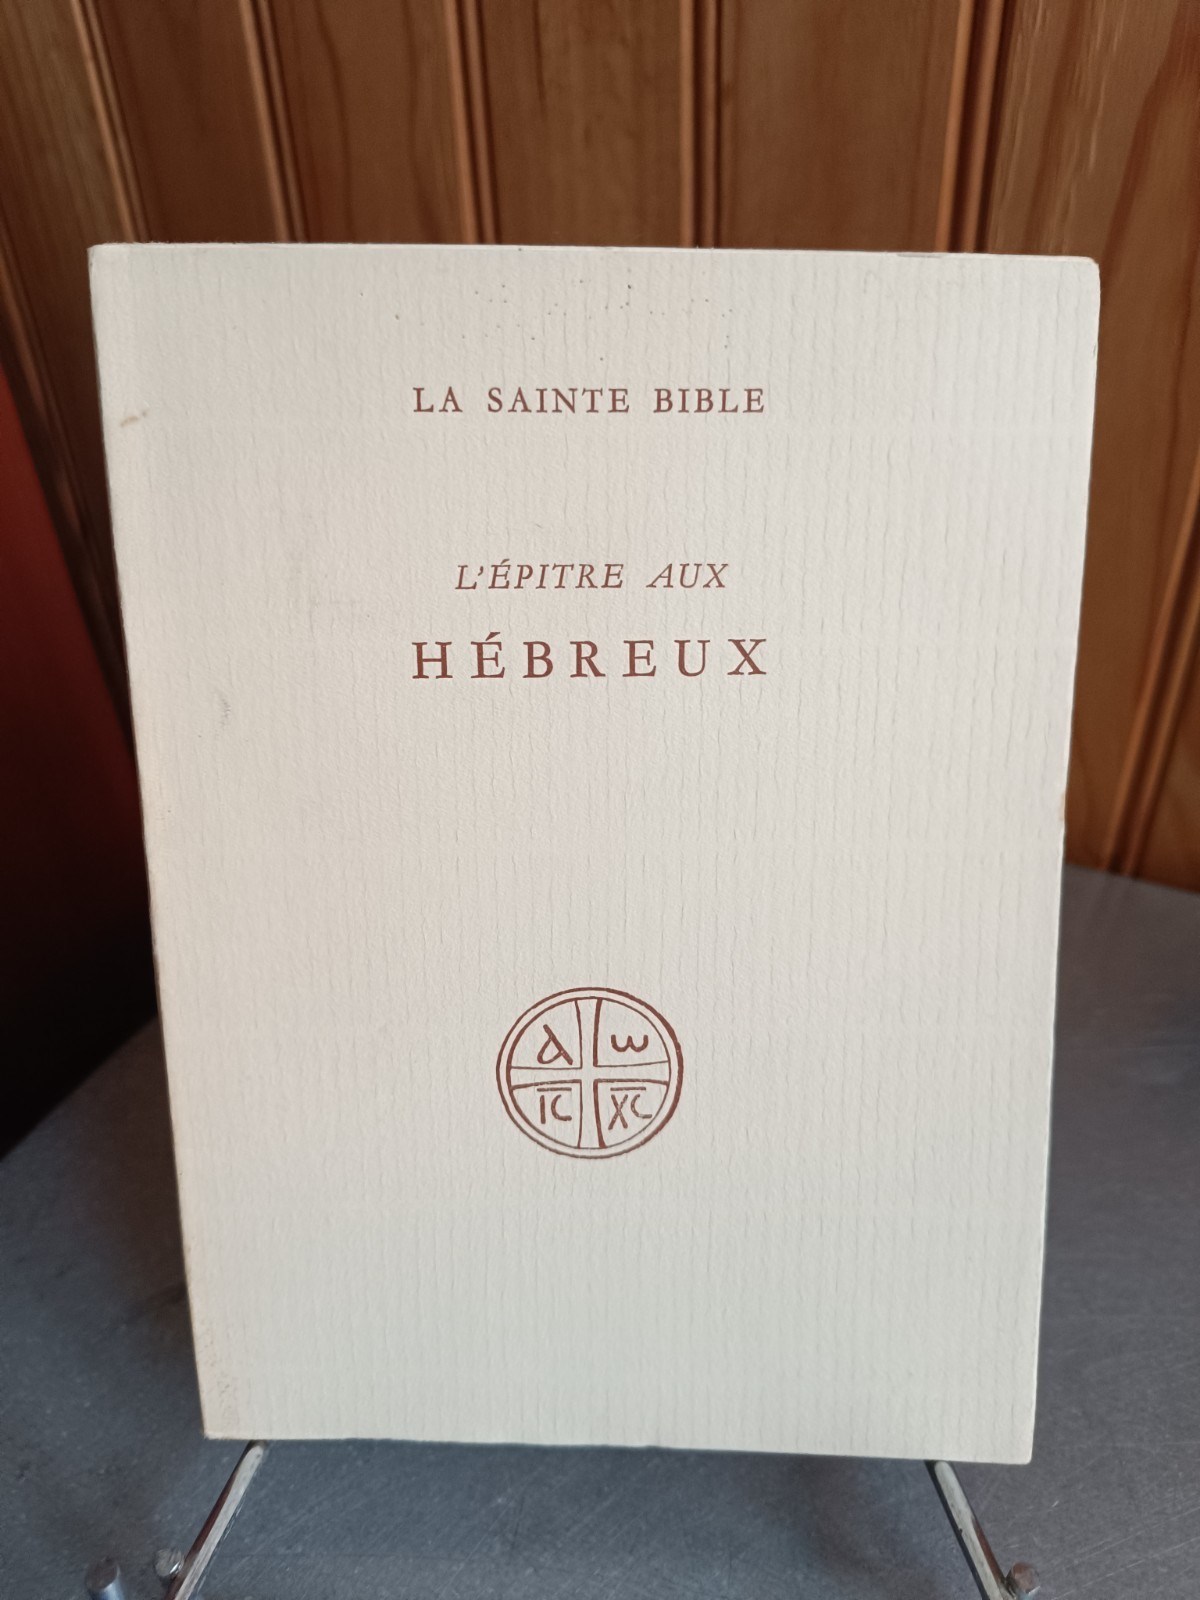 LA SAINTE BIBLE
L'ÉPITRE AUX
HÉBREUX
α ω
IC XC